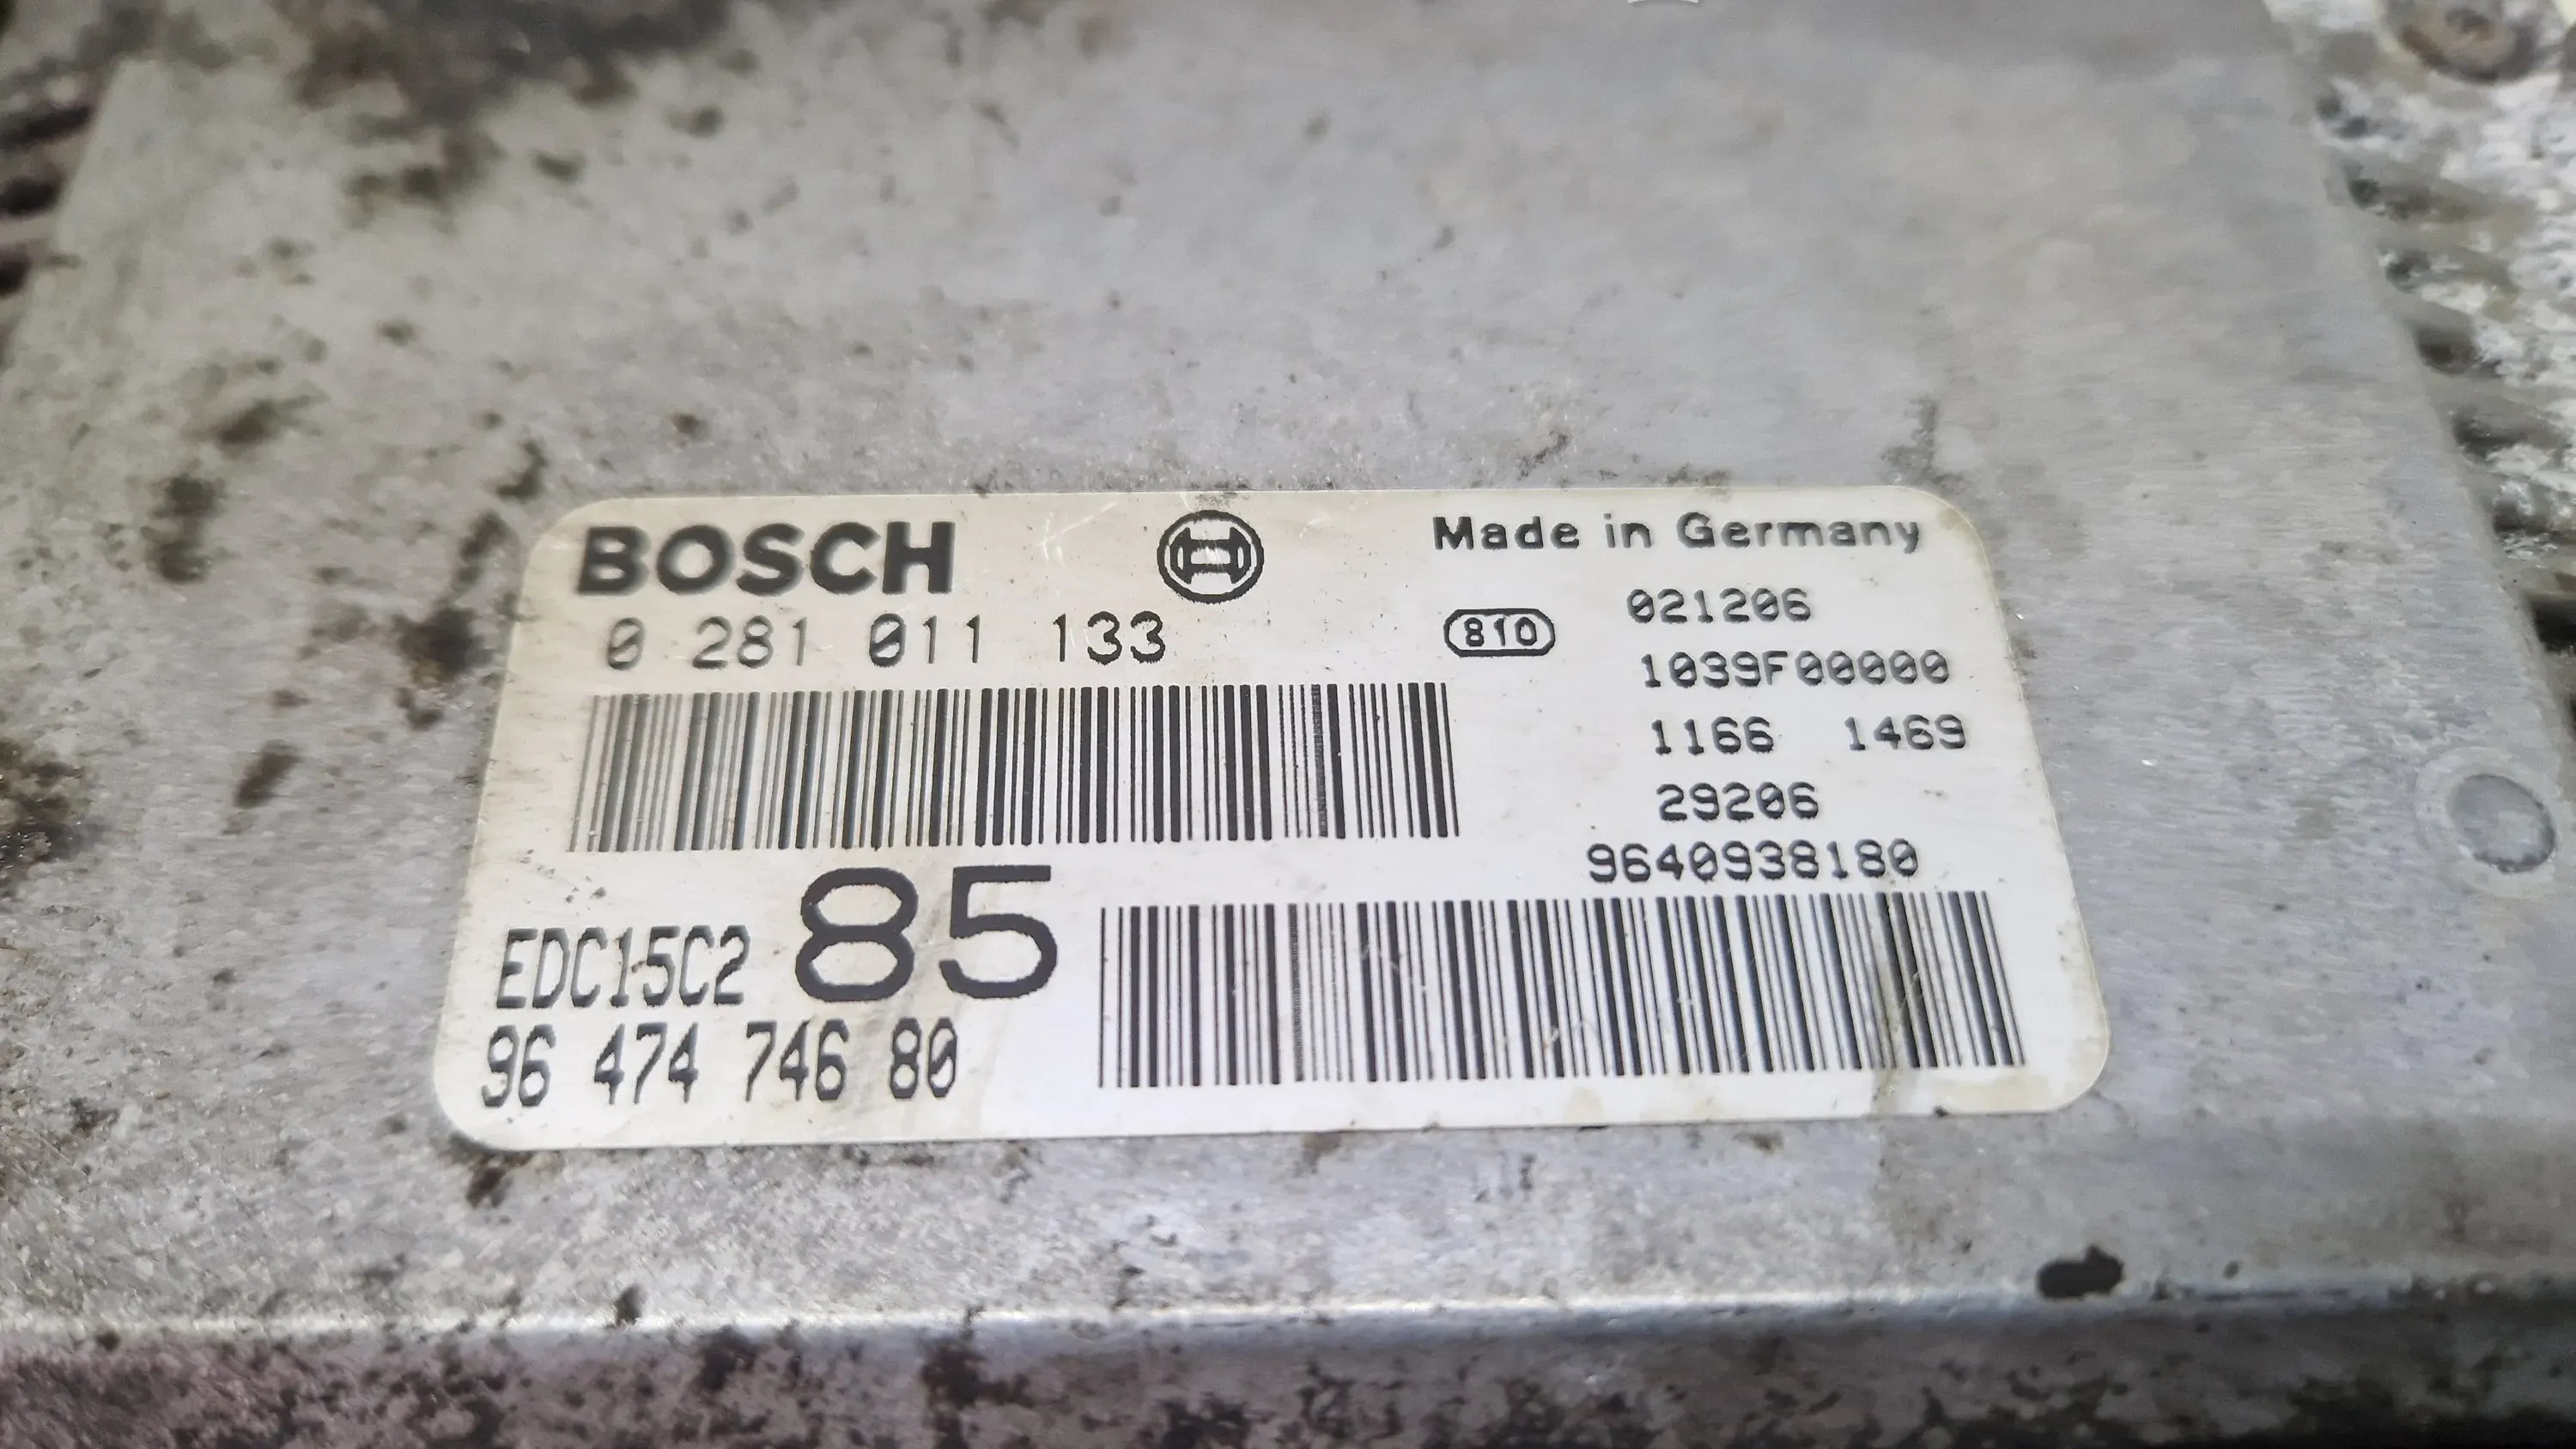 BOSCH
Made in Germany
0 281 011 133
810
021206
1039F00000
1166 1469
29206
9640938180
EDC15C2 85
96 474 746 80